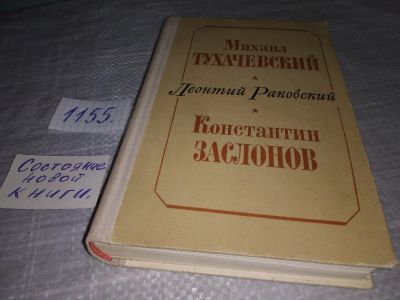 Михаил
ТУХАЧЕВСКИЙ
Леонтий Раковский
Константин
ЗАСЛОНОВ
1155.
Состояние
новой
книги.